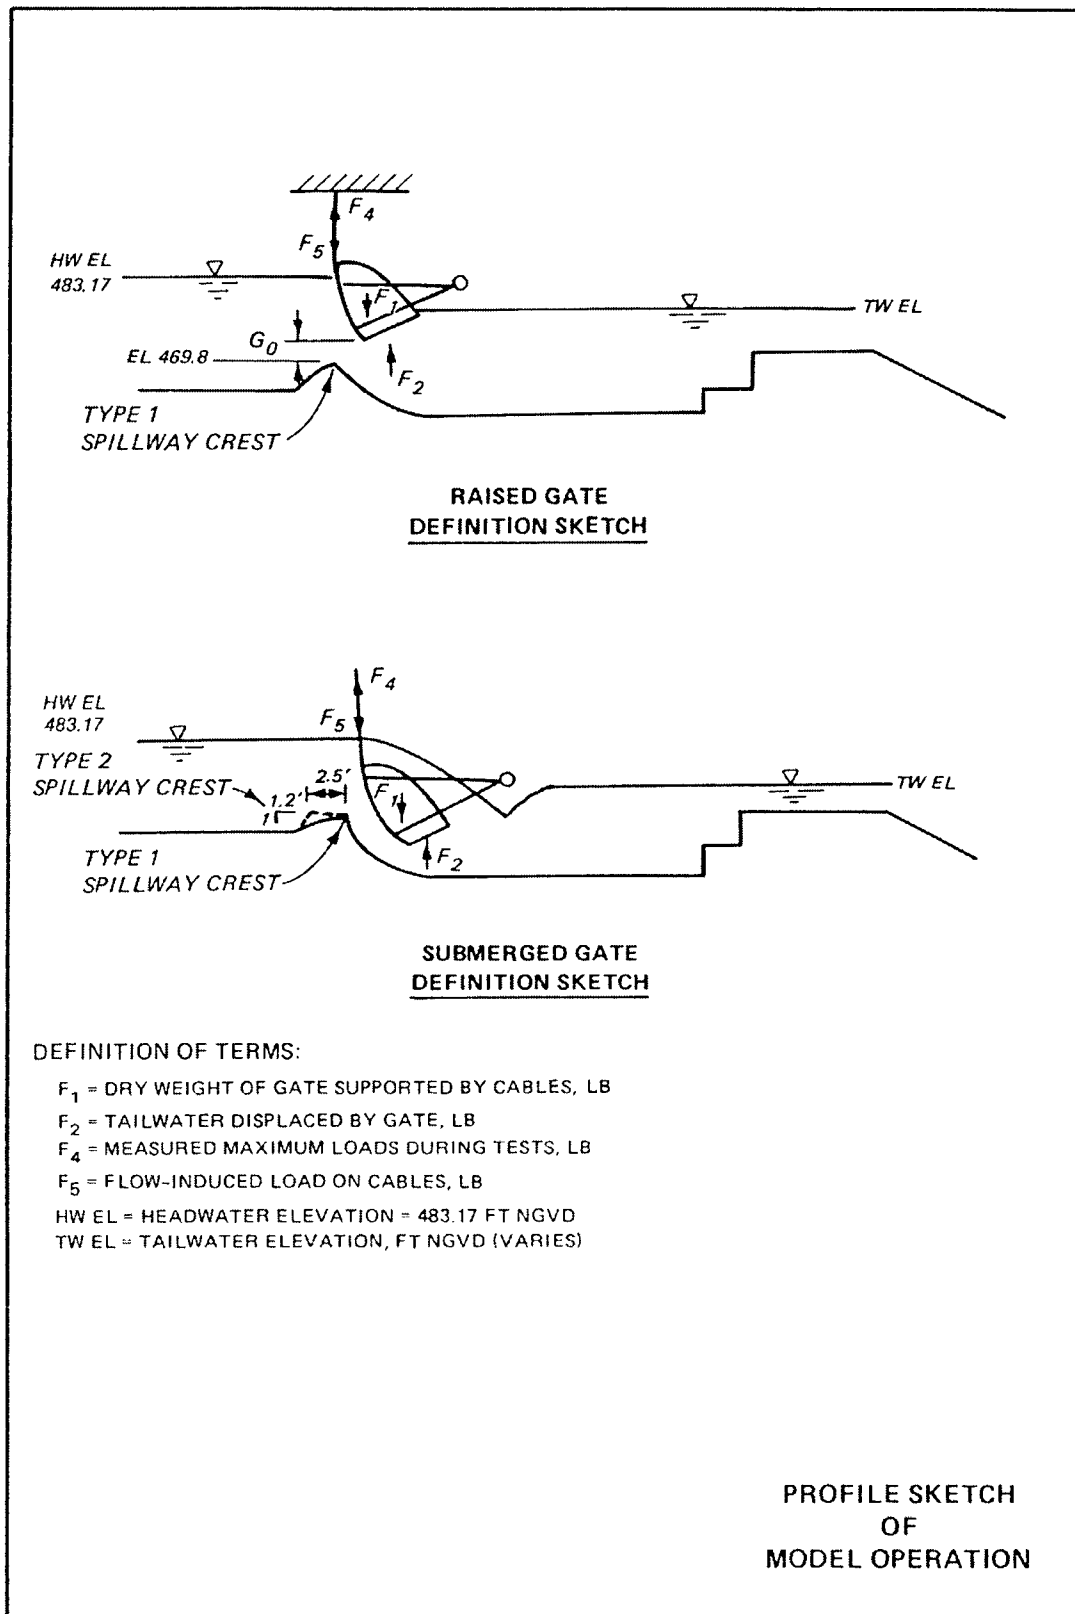 F4
F5
HW EL
483.17
F1
TW EL
G0
EL 469.8
F2
TYPE 1
SPILLWAY CREST
RAISED GATE
DEFINITION SKETCH
F4
HW EL
483.17
F5
TYPE 2
SPILLWAY CREST
2.5'
1.2'
1
F1
TW EL
TYPE 1
SPILLWAY CREST
F2
SUBMERGED GATE
DEFINITION SKETCH
DEFINITION OF TERMS:
F1 = DRY WEIGHT OF GATE SUPPORTED BY CABLES, LB
F2 = TAILWATER DISPLACED BY GATE, LB
F4 = MEASURED MAXIMUM LOADS DURING TESTS, LB
F5 = FLOW-INDUCED LOAD ON CABLES, LB
HW EL = HEADWATER ELEVATION = 483.17 FT NGVD
TW EL = TAILWATER ELEVATION, FT NGVD (VARIES)
PROFILE SKETCH
OF
MODEL OPERATION